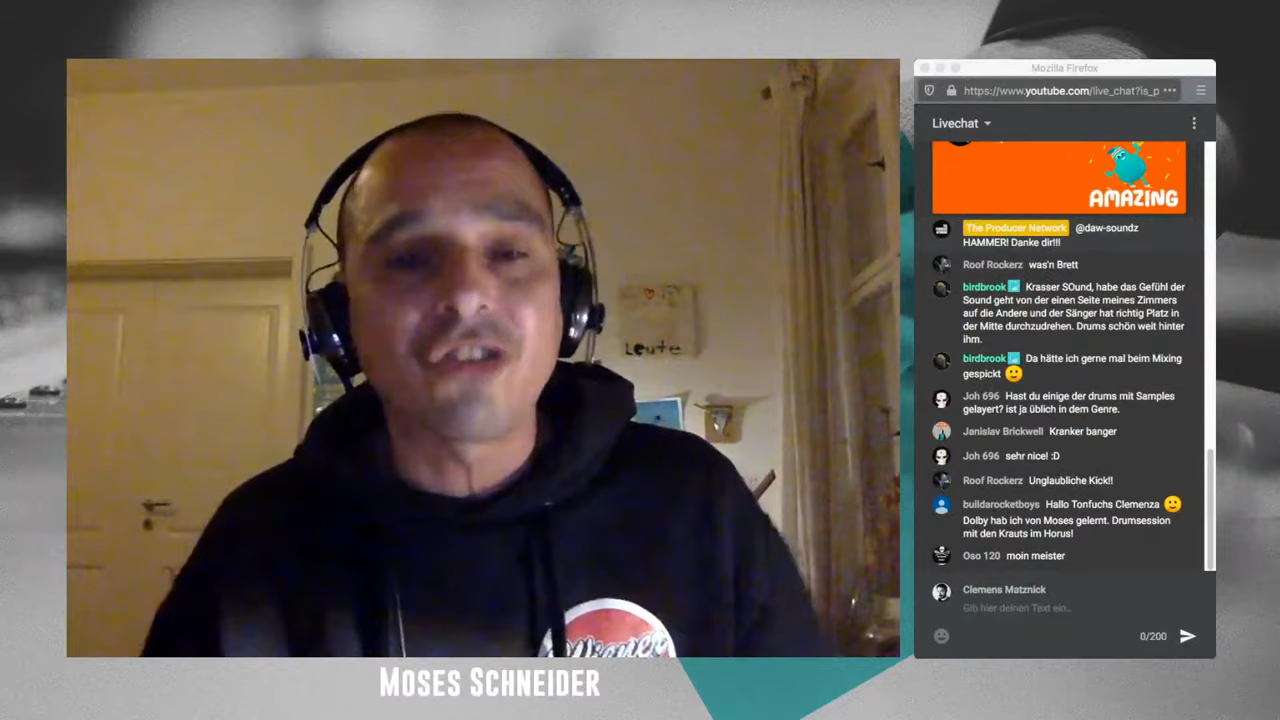 Mozilla Firefox
https://www.youtube.com/live_chat?is_p
Livechat
AMAZING
The Producer Network @daw-soundz
HAMMER! Danke dir!!!
Roof Rockerz was'n Brett
birdbrook Krasser SOund, habe das Gefühl der
Sound geht von der einen Seite meines Zimmers
auf die Andere und der Sänger hat richtig Platz in
der Mitte durchzudrehen. Drums schön weit hinter
ihm.
birdbrook Da hätte ich gerne mal beim Mixing
gespickt
Joh 696 Hast du einige der drums mit Samples
gelayert? ist ja üblich in dem Genre.
Janislav Brickwell Kranker banger
Joh 696 sehr nice! :D
Roof Rockerz Unglaubliche Kick!!
buildarocketboys Hallo Tonfuchs Clemenza
Dolby hab ich von Moses gelernt. Drumsession
mit den Krauts im Horus!
Oso 120 moin meister
Clemens Matznick
Gib hier deinen Text ein...
0/200
Leute
MOSES SCHNEIDER